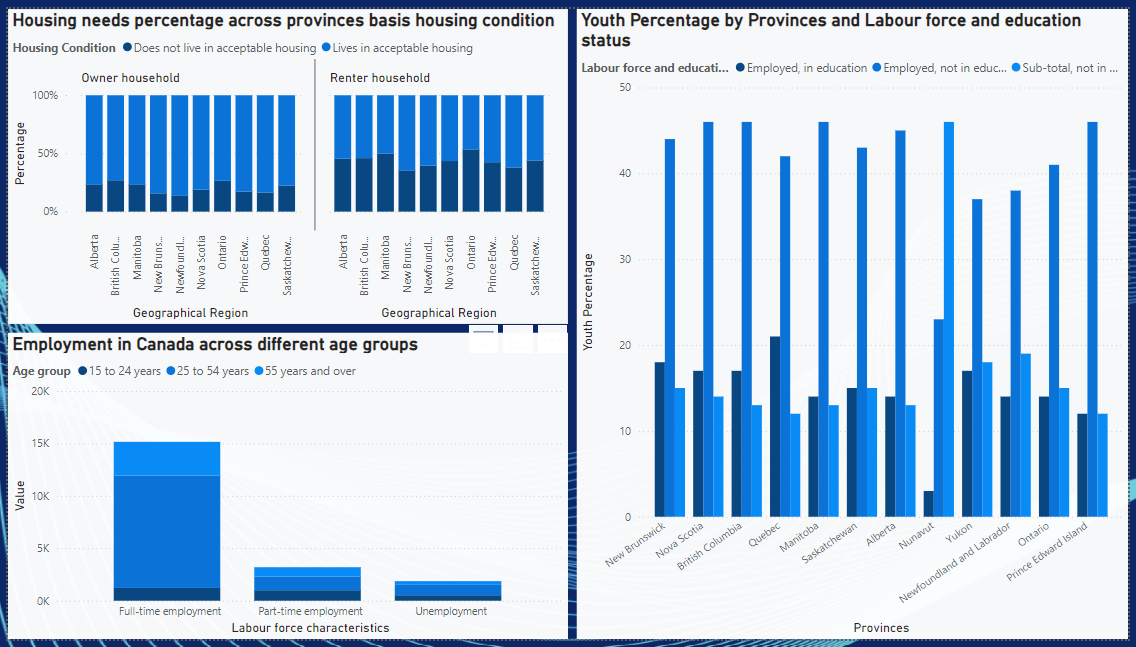 Housing needs percentage across provinces basis housing condition
Housing Condition Does not live in acceptable housing Lives in acceptable housing
Owner household
Renter household
Percentage
100%
50%
0%
Alberta
British Colu...
Manitoba
New Bruns...
Newfoundl...
Nova Scotia
Ontario
Prince Edw...
Quebec
Saskatchew...
Geographical Region
Alberta
British Colu...
Manitoba
New Bruns...
Newfoundl...
Nova Scotia
Ontario
Prince Edw...
Quebec
Saskatchew...
Geographical Region
Employment in Canada across different age groups
Age group 15 to 24 years 25 to 54 years 55 years and over
Value
20K
15K
10K
5K
0K
Full-time employment
Part-time employment
Unemployment
Labour force characteristics
Youth Percentage by Provinces and Labour force and education
status
Labour force and educati... Employed, in education Employed, not in educ... Sub-total, not in ...
Youth Percentage
50
40
30
20
10
0
New Brunswick
Nova Scotia
British Columbia
Quebec
Manitoba
Saskatchewan
Alberta
Nunavut
Yukon
Newfoundland and Labrador
Ontario
Prince Edward Island
Provinces